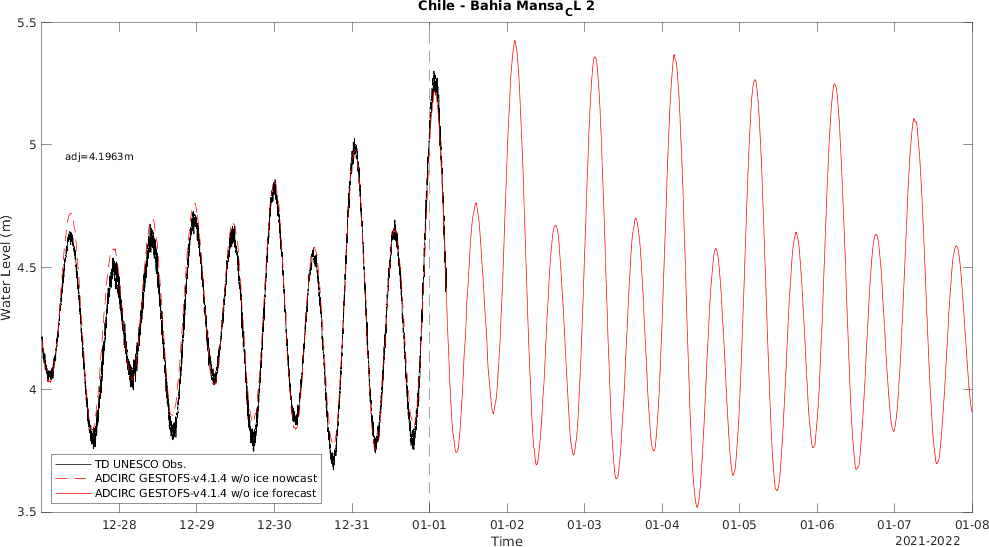 Chile - Bahia Mansa_CL 2
5.5
5
4.5
4
3.5
Water Level (m)
adj=4.1963m
TD UNESCO Obs.
ADCIRC GESTOFS-v4.1.4 w/o ice nowcast
ADCIRC GESTOFS-v4.1.4 w/o ice forecast
12-28 12-29 12-30 12-31 01-01 01-02 01-03 01-04 01-05 01-06 01-07 01-08
Time
2021-2022